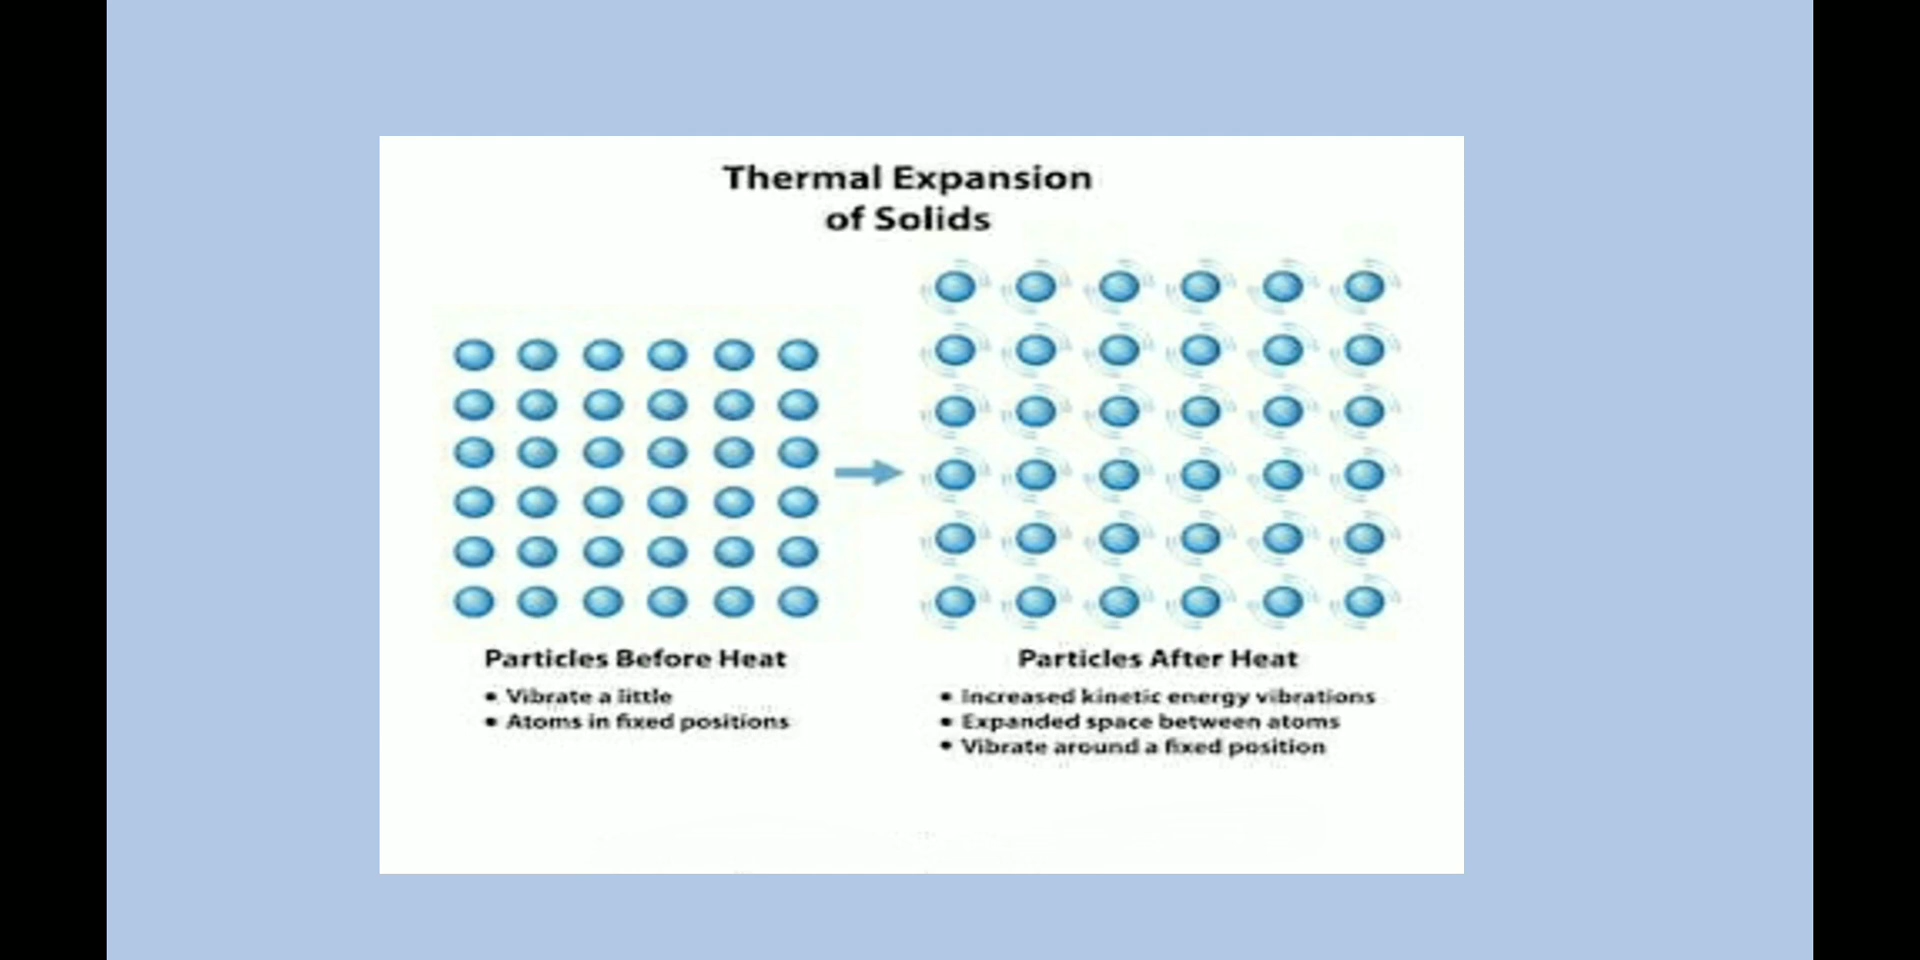 Thermal Expansion
of Solids
Particles Before Heat
• Vibrate a little
• Atoms in fixed positions
Particles After Heat
• Increased kinetic energy vibrations
• Expanded space between atoms
• Vibrate around a fixed position